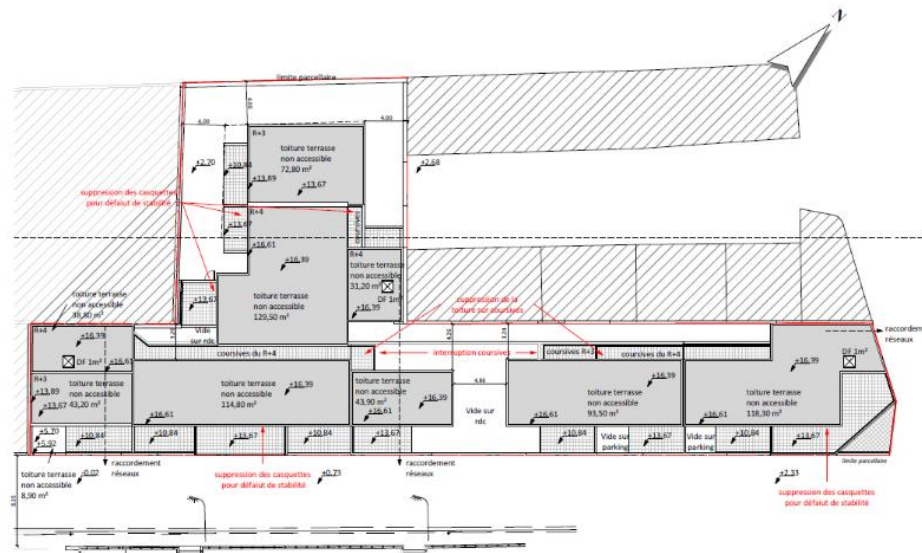 N
limite parcellaire
4,00
4,00
R+3
toiture terrasse
non accessible
72,80 m²
+2,70
+10,84
+13,89
+13,67
+2,68
suppression des casquettes
pour défaiut de stabilité
R+4
+13,67
coursives
+16,61
+16,39
R+4
toiture terrasse
non accessible
31,20 m²
DF 1m²
+16,39
toiture terrasse
non accessible
38,80 m²
+13,67
toiture terrasse
non accessible
129,50 m²
suppression de la
toiture sur coursives
Vide
sur rdc
R+4
+16,39
DF 1m²
+16,61
coursives du R+4
interruption coursives
coursives R+3
coursives du R+4
DF 1m²
+16,39
raccordem
réseaux
R+3
+13,89
+13,67
toiture terrasse
non accessible
43,20 m²
+16,61
toiture terrasse
non accessible
114,80 m²
+16,39
toiture terrasse
non accessible
43,90 m²
+16,39
+16,61
4,86
Vide sur
rdc
+16,61
toiture terrasse
non accessible
93,50 m²
+16,39
+16,61
toiture terrasse
non accessible
118,30 m²
+5,70
+5,92
+10,84
+10,84
+13,67
+10,84
+13,67
+10,84
Vide sur
parking
+13,67
Vide sur
parking
+10,84
+13,67
limite parcellaire
toiture terrasse
non accessible
8,90 m²
-0,02
raccordement
réseaux
suppression des casquettes
pour défaiut de stabilité
+0,73
raccordement
réseaux
+2,33
suppression des casquettes
pour défaiut de stabilité